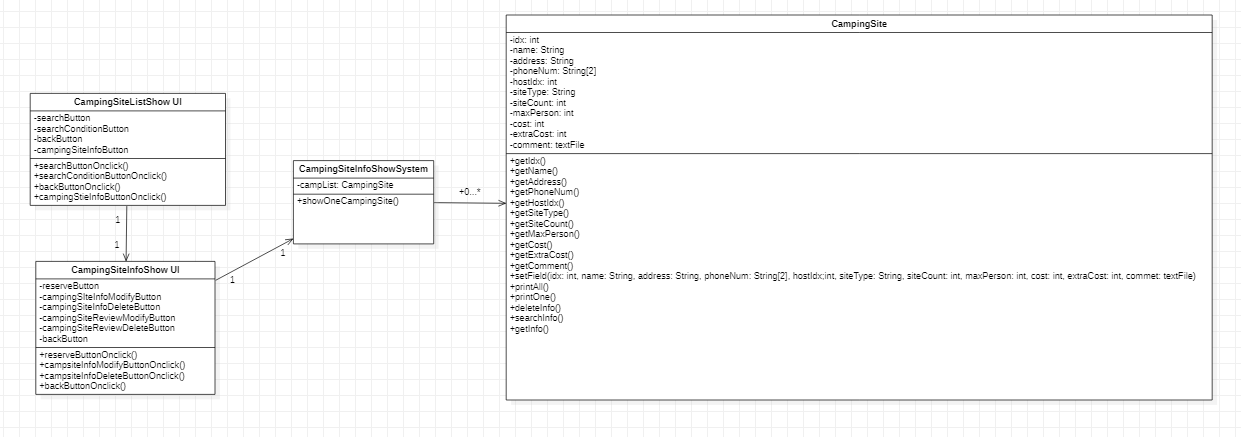 CampingSiteListShow UI
-searchButton
-searchConditionButton
-backButton
-campingSiteInfoButton
+searchButtonOnclick()
+searchConditionButtonOnclick()
+backButtonOnclick()
+campingStieInfoButtonOnclick()
1
1
CampingSiteInfoShow UI
-reserveButton
-campingSIteInfoModifyButton
-campingSiteInfoDeleteButton
-campingSiteReviewModifyButton
-campingSiteReviewDeleteButton
-backButton
+reserveButtonOnclick()
+campsiteInfoModifyButtonOnclick()
+campsiteInfoDeleteButtonOnclick()
+backButtonOnclick()
1
1
CampingSiteInfoShowSystem
-campList: CampingSite
+showOneCampingSite()
+0...*
CampingSite
-idx: int
-name: String
-address: String
-phoneNum: String[2]
-hostIdx: int
-siteType: String
-siteCount: int
-maxPerson: int
-cost: int
-extraCost: int
-comment: textFile
+getIdx()
+getName()
+getAddress()
+getPhoneNum()
+getHostIdx()
+getSiteType()
+getSiteCount()
+getMaxPerson()
+getCost()
+getExtraCost()
+getComment()
+setField(idx: int, name: String, address: String, phoneNum: String[2], hostIdx;int, siteType: String, siteCount: int, maxPerson: int, cost: int, extraCost: int, commet: textFile)
+printAll()
+printOne()
+deleteInfo()
+searchInfo()
+getInfo()